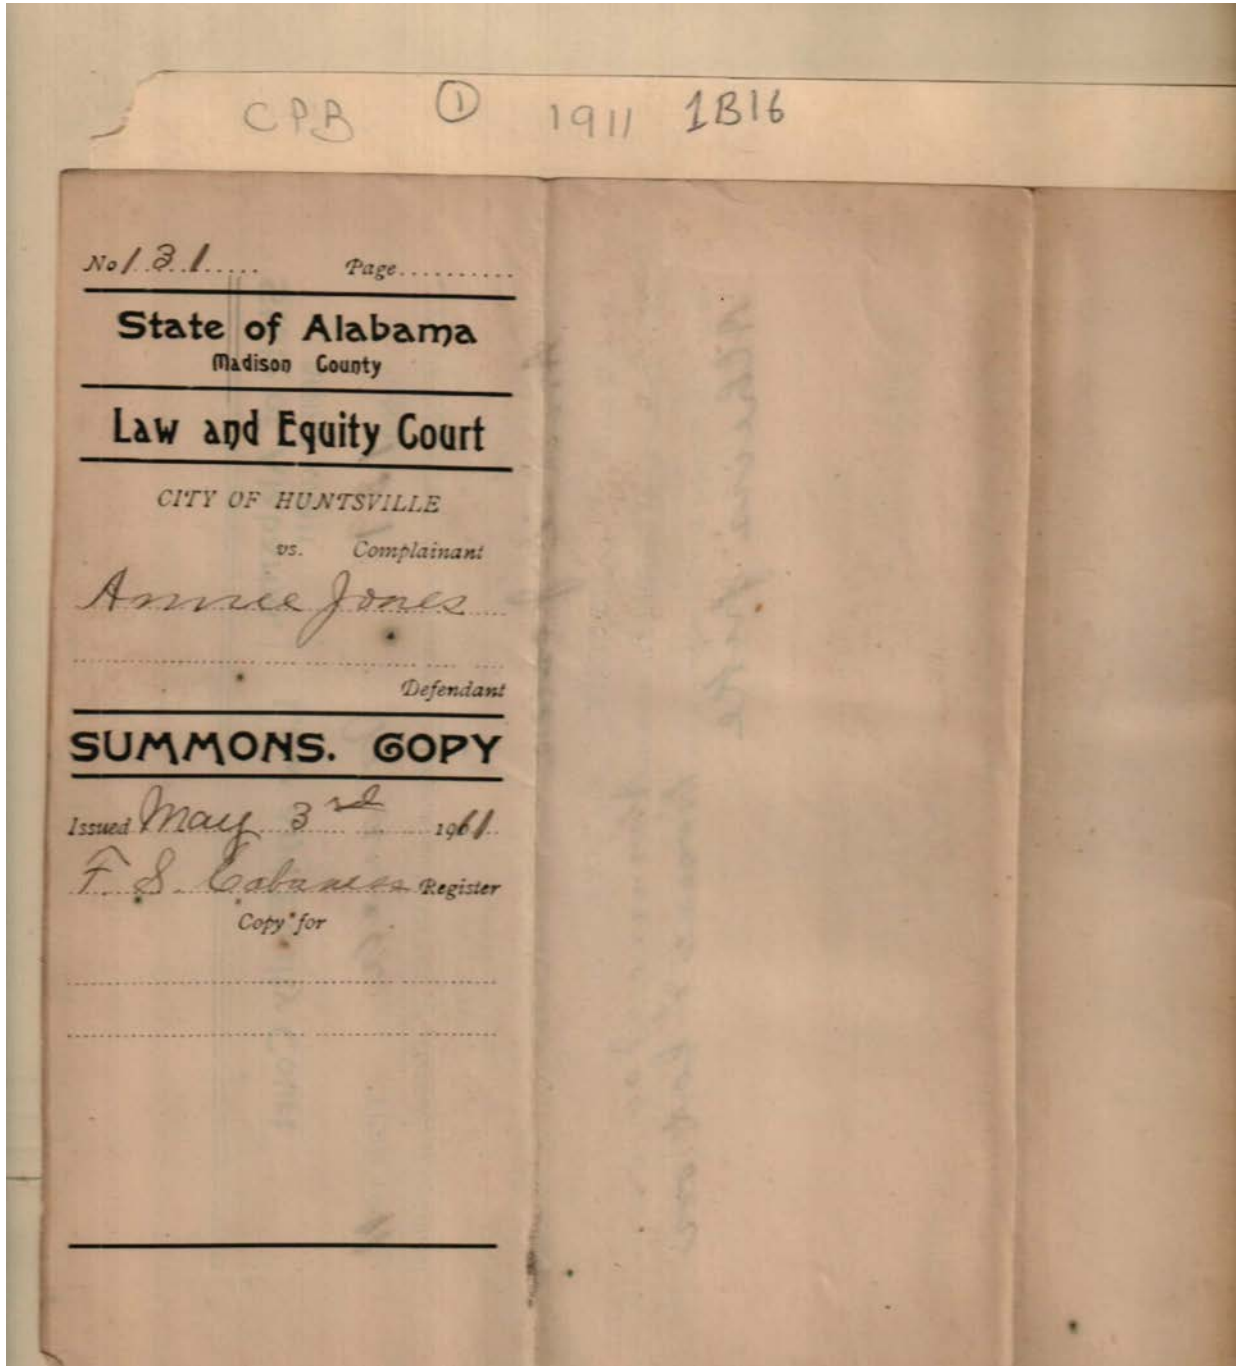 CPB ① 1911 1B16
No 131..... Page..........
State of Alabama
Madison County
Law and Equity Court
CITY OF HUNTSVILLE
vs. Complainant
Annie Jones
Defendant
SUMMONS. COPY
Issued May 3rd 1911.
F. S. Cabaness Register
Copy for